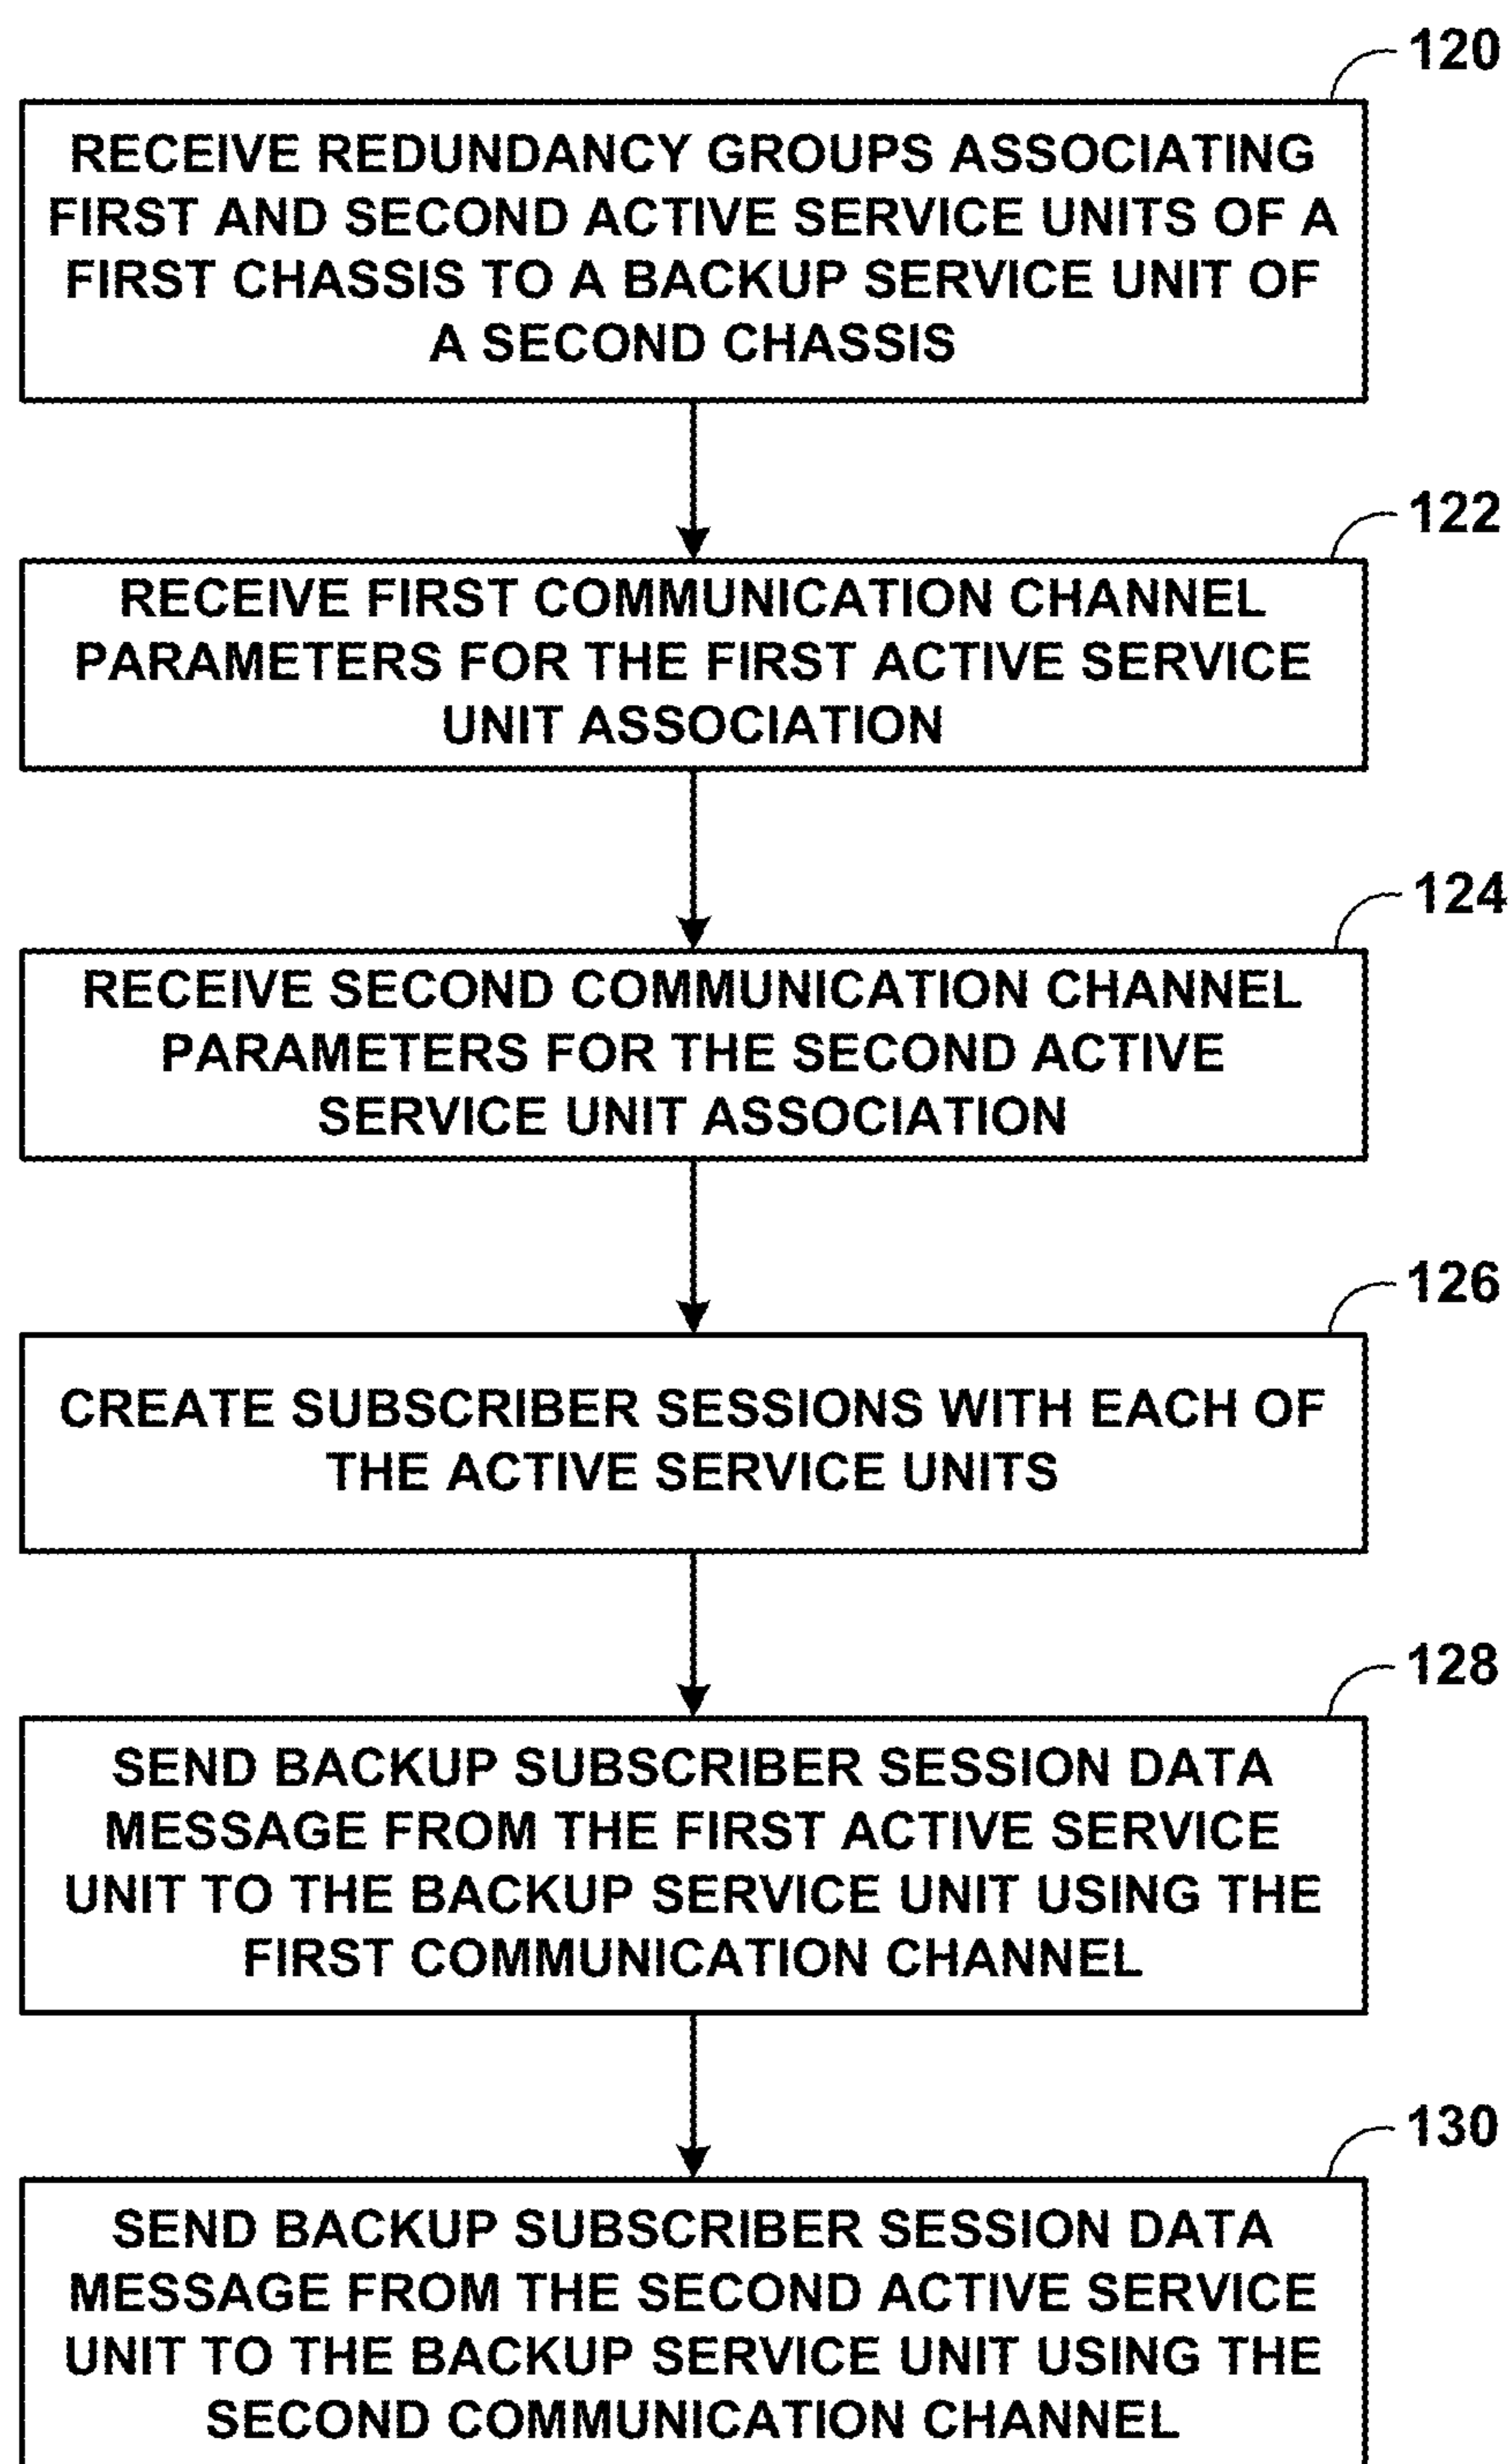 120
RECEIVE REDUNDANCY GROUPS ASSOCIATING
FIRST AND SECOND ACTIVE SERVICE UNITS OF A
FIRST CHASSIS TO A BACKUP SERVICE UNIT OF
A SECOND CHASSIS
122
RECEIVE FIRST COMMUNICATION CHANNEL
PARAMETERS FOR THE FIRST ACTIVE SERVICE
UNIT ASSOCIATION
124
RECEIVE SECOND COMMUNICATION CHANNEL
PARAMETERS FOR THE SECOND ACTIVE
SERVICE UNIT ASSOCIATION
126
CREATE SUBSCRIBER SESSIONS WITH EACH OF
THE ACTIVE SERVICE UNITS
128
SEND BACKUP SUBSCRIBER SESSION DATA
MESSAGE FROM THE FIRST ACTIVE SERVICE
UNIT TO THE BACKUP SERVICE UNIT USING THE
FIRST COMMUNICATION CHANNEL
130
SEND BACKUP SUBSCRIBER SESSION DATA
MESSAGE FROM THE SECOND ACTIVE SERVICE
UNIT TO THE BACKUP SERVICE UNIT USING THE
SECOND COMMUNICATION CHANNEL